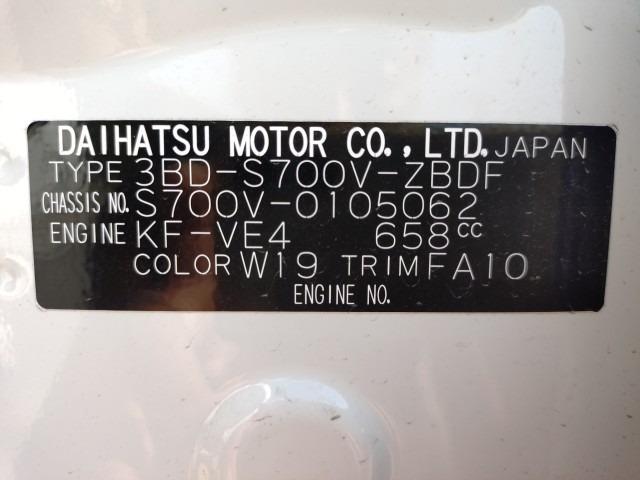 DAIHATSU MOTOR CO., LTD. JAPAN
TYPE 3BD-S700V-ZBDF
CHASSIS NO. S700V-0105062
ENGINE KF-VE4 658CC
COLOR W19 TRIM FA10
ENGINE NO.